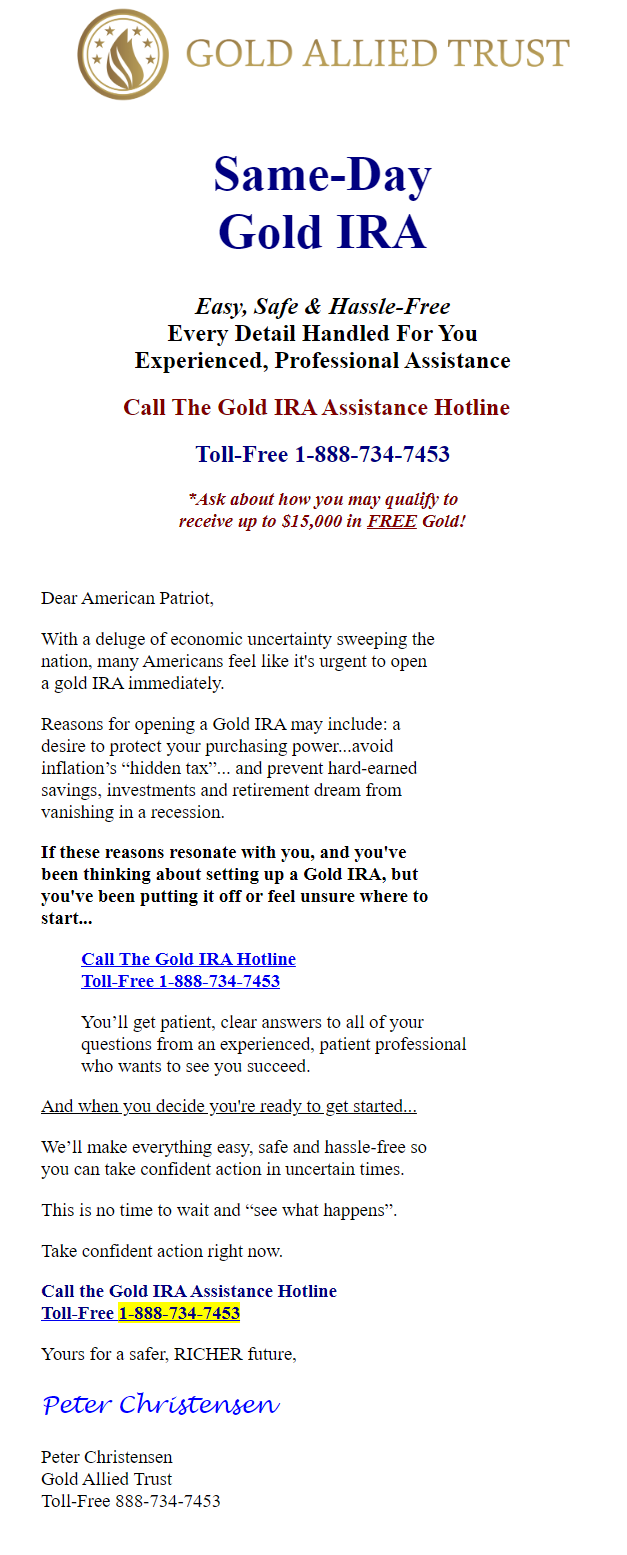 GOLD ALLIED TRUST
Same-Day
Gold IRA
Easy, Safe & Hassle-Free
Every Detail Handled For You
Experienced, Professional Assistance
Call The Gold IRA Assistance Hotline
Toll-Free 1-888-734-7453
*Ask about how you may qualify to
receive up to $15,000 in FREE Gold!
Dear American Patriot,
With a deluge of economic uncertainty sweeping the
nation, many Americans feel like it's urgent to open
a gold IRA immediately.
Reasons for opening a Gold IRA may include: a
desire to protect your purchasing power...avoid
inflation’s “hidden tax”... and prevent hard-earned
savings, investments and retirement dream from
vanishing in a recession.
If these reasons resonate with you, and you've
been thinking about setting up a Gold IRA, but
you've been putting it off or feel unsure where to
start...
Call The Gold IRA Hotline
Toll-Free 1-888-734-7453
You’ll get patient, clear answers to all of your
questions from an experienced, patient professional
who wants to see you succeed.
And when you decide you're ready to get started...
We’ll make everything easy, safe and hassle-free so
you can take confident action in uncertain times.
This is no time to wait and “see what happens”.
Take confident action right now.
Call the Gold IRA Assistance Hotline
Toll-Free 1-888-734-7453
Yours for a safer, RICHER future,
Peter Christensen
Peter Christensen
Gold Allied Trust
Toll-Free 888-734-7453